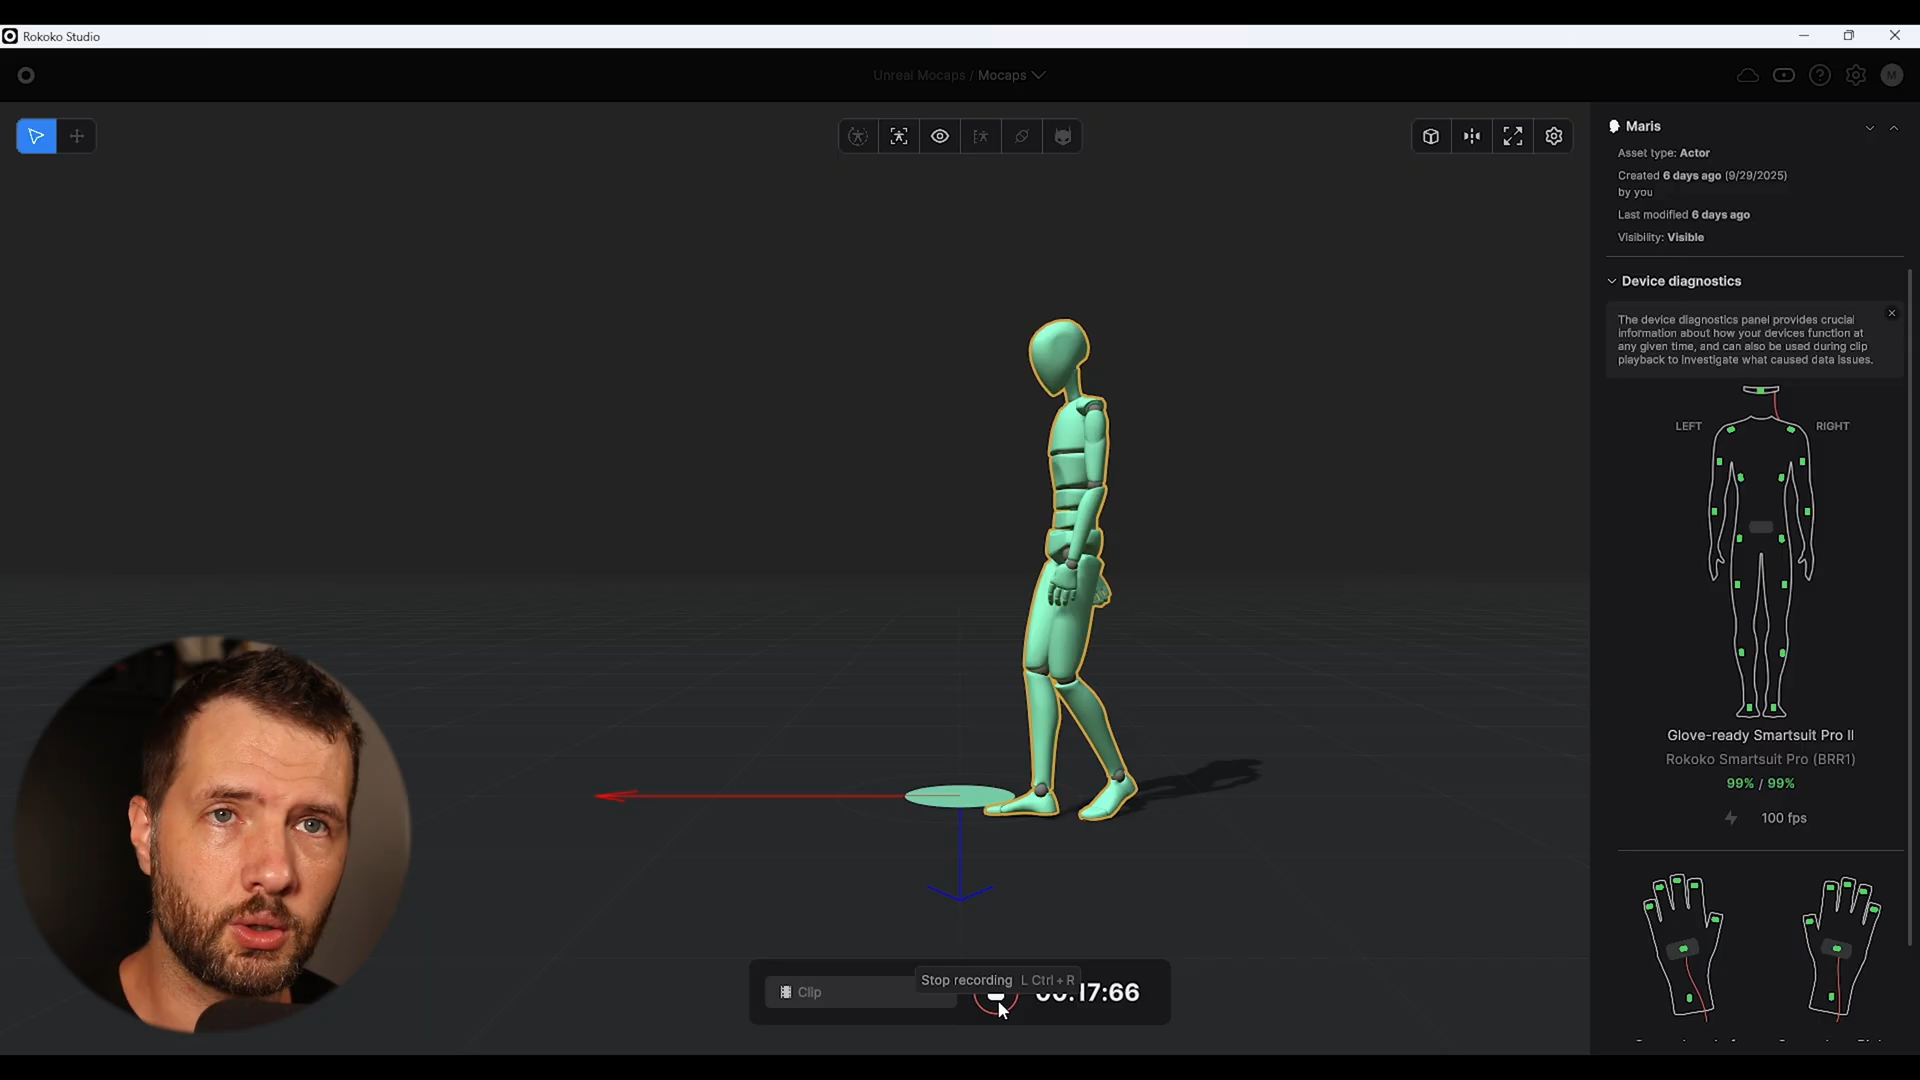 Rokoko Studio
Unreal Mocaps / Mocaps
M
Maris
Asset type: Actor
Created 6 days ago (9/29/2025)
by you
Last modified 6 days ago
Visibility: Visible
Device diagnostics
The device diagnostics panel provides crucial
information about how your devices function at
any given time, and can also be used during clip
playback to investigate what caused data issues.
LEFT
RIGHT
Glove-ready Smartsuit Pro II
Rokoko Smartsuit Pro (BRR1)
99% / 99%
100 fps
Stop recording L Ctrl + R
Clip
00:17:66